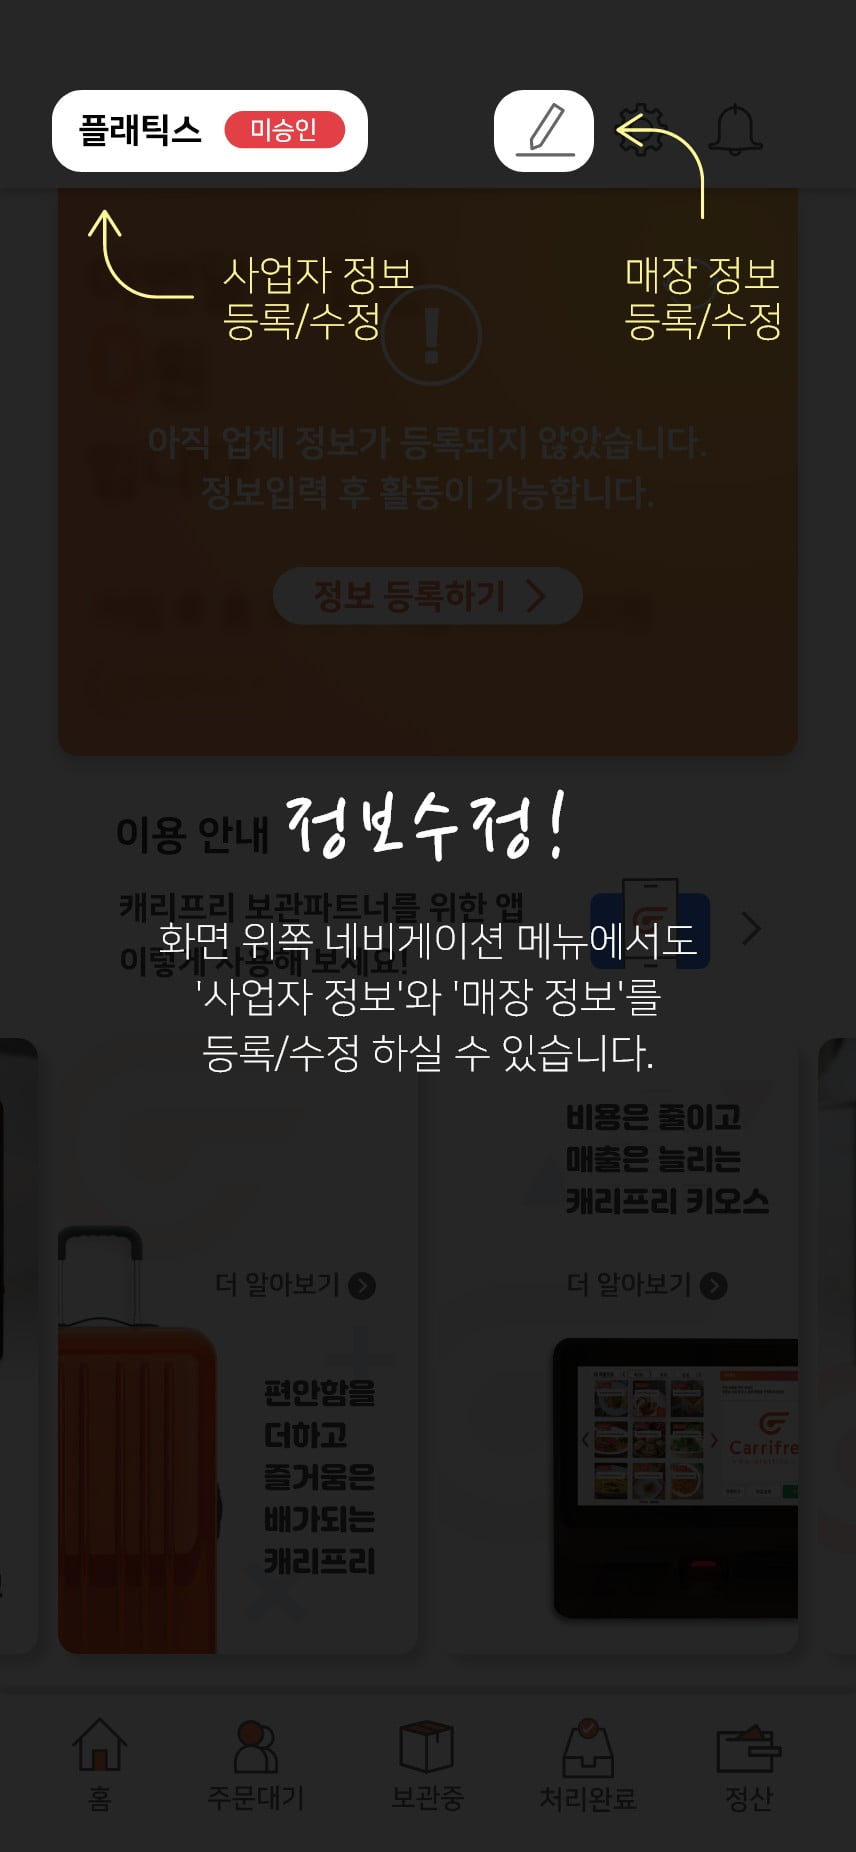 플래틱스
미승인
사업자 정보
등록/수정
매장 정보
등록/수정
아직 업체 정보가 등록되지 않았습니다.
정보입력 후 활동이 가능합니다.
정보 등록하기
정보수정!
이용 안내
캐리프리 보관파트너를 위한 앱
이렇게 사용해 보세요!
화면 위쪽 네비게이션 메뉴에서도
'사업자 정보'와 '매장 정보'를
등록/수정 하실 수 있습니다.
더 알아보기
편안함을
더하고
즐거움은
배가되는
캐리프리
비용은 줄이고
매출은 늘리는
캐리프리 키오스
더 알아보기
Carrifre
홈
주문대기
보관중
처리완료
정산